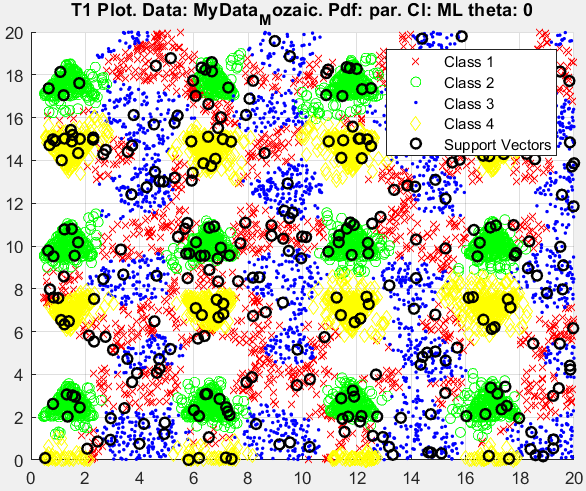 T1 Plot. Data: MyData_Mozaic. Pdf: par. Cl: ML theta: 0
20
18
16
14
12
10
8
6
4
2
0
Class 1
Class 2
Class 3
Class 4
Support Vectors
0 2 4 6 8 10 12 14 16 18 20